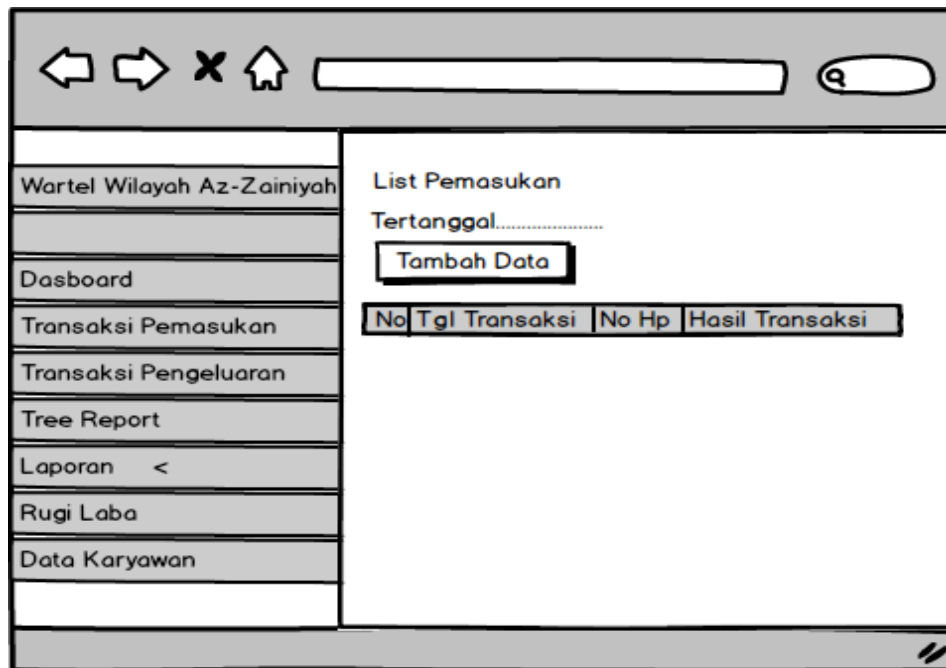 Wartel Wilayah Az-Zainiyah
Dasboard
Transaksi Pemasukan
Transaksi Pengeluaran
Tree Report
Laporan <
Rugi Laba
Data Karyawan
List Pemasukan
Tertanggal......................
Tambah Data
No Tgl Transaksi No Hp Hasil Transaksi